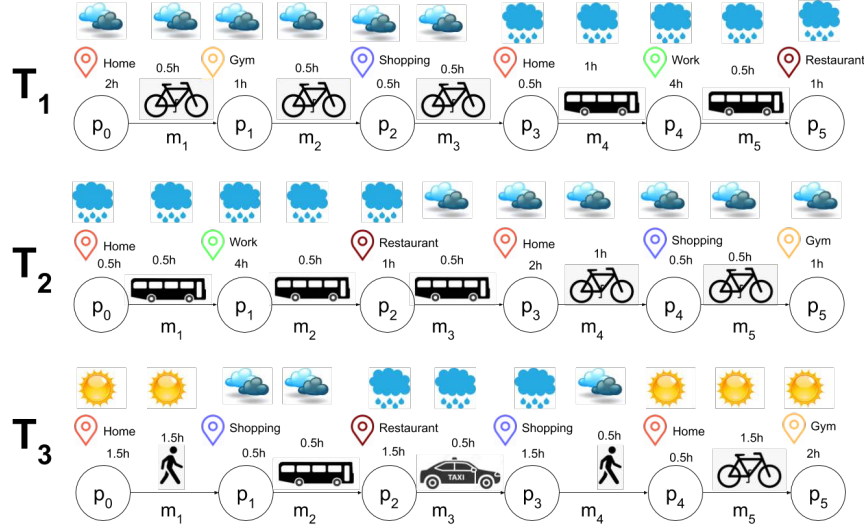 T1
Home Gym Shopping Home Work Restaurant
2h 0.5h 1h 0.5h 0.5h 0.5h 0.5h 1h 4h 0.5h 1h
p0 p1 p2 p3 p4 p5
m1 m2 m3 m4 m5
T2
Home Work Restaurant Home Shopping Gym
0.5h 0.5h 4h 0.5h 1h 0.5h 2h 1h 0.5h 0.5h 1h
p0 p1 p2 p3 p4 p5
m1 m2 m3 m4 m5
T3
Home Shopping Restaurant Shopping Home Gym
1.5h 1.5h 0.5h 0.5h 1.5h 0.5h 1.5h 0.5h 0.5h 1.5h 2h
TAXI
p0 p1 p2 p3 p4 p5
m1 m2 m3 m4 m5